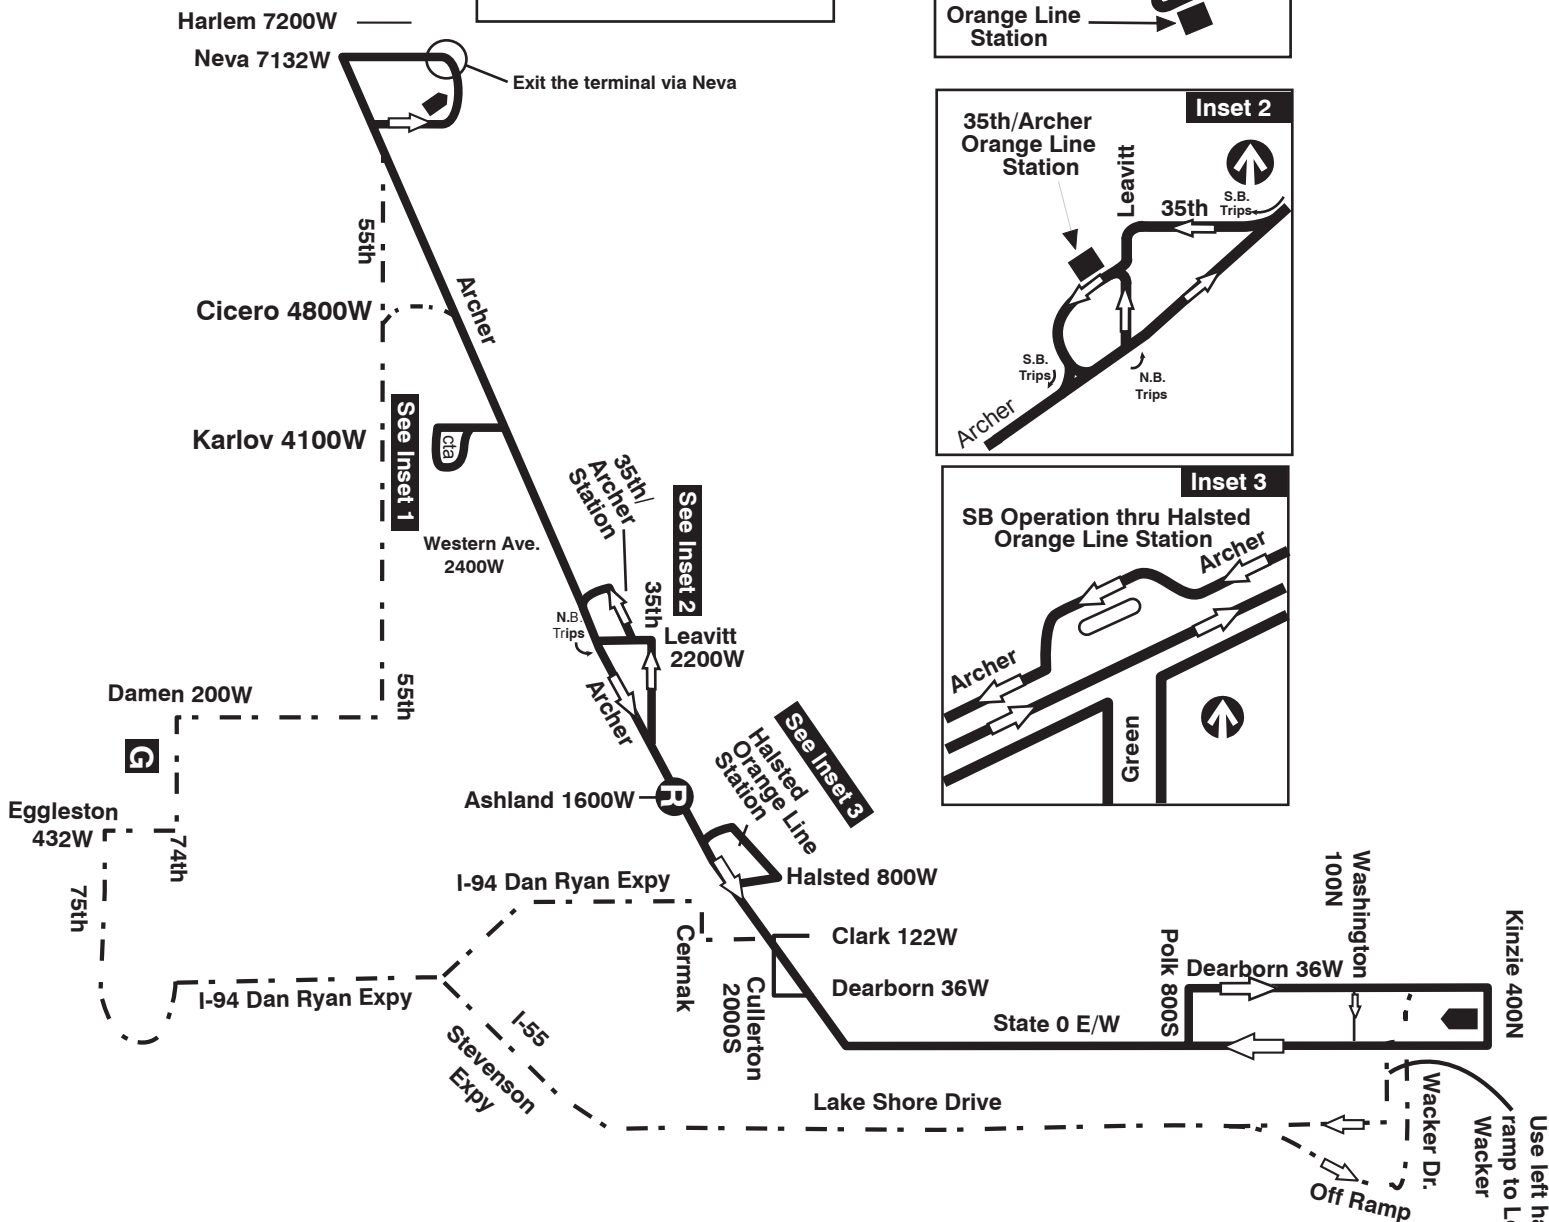 Harlem 7200W
Neva 7132W
Exit the terminal via Neva
Orange Line
Station
Inset 2
35th/Archer
Orange Line
Station
Leavitt
35th
S.B.
Trips
S.B.
Trips
N.B.
Trips
Archer
55th
Cicero 4800W
Archer
Karlov 4100W
See Inset 1
cta
Western Ave.
2400W
35th/
Archer
Station
See Inset 2
35th
N.B.
Trips
Leavitt
2200W
Archer
Inset 3
SB Operation thru Halsted
Orange Line Station
Archer
Archer
Green
55th
Damen 200W
G
Eggleston
432W
74th
75th
Ashland 1600W
R
See Inset 3
Halsted
Orange Line
Station
Halsted 800W
I-94 Dan Ryan Expy
Cermak
Clark 122W
Dearborn 36W
Cullerton
2000S
I-94 Dan Ryan Expy
I-55
Stevenson
Expy
State 0 E/W
Polk 800S
Dearborn 36W
Washington
100N
Kinzie 400N
Lake Shore Drive
Wacker Dr.
Off Ramp
Use left
ramp to
Wacker